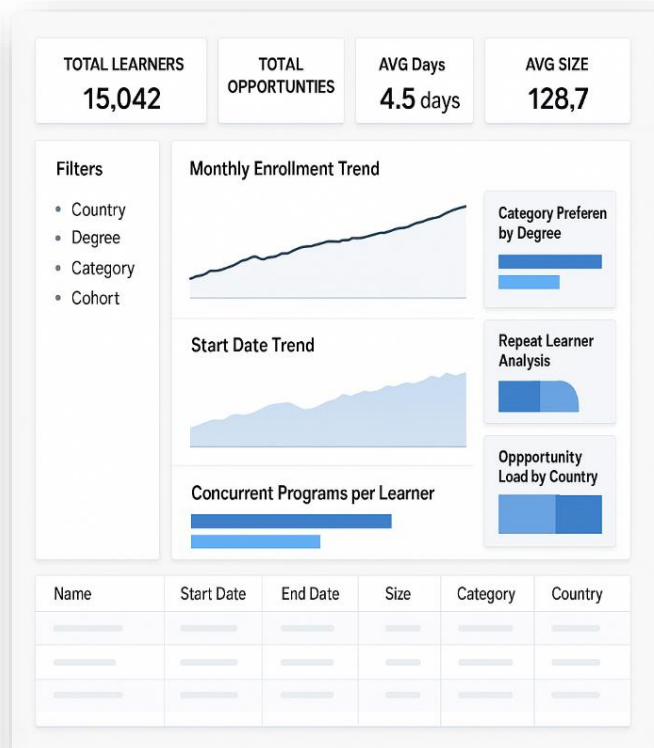 TOTAL LEARNERS
15,042
TOTAL
OPPORTUNTIES
AVG Days
4.5 days
AVG SIZE
128,7
Filters
Country
Degree
Category
Cohort
Monthly Enrollment Trend
Start Date Trend
Concurrent Programs per Learner
Category Preferen
by Degree
Repeat Learner
Analysis
Oppportunity
Load by Country
Name Start Date End Date Size Category Country